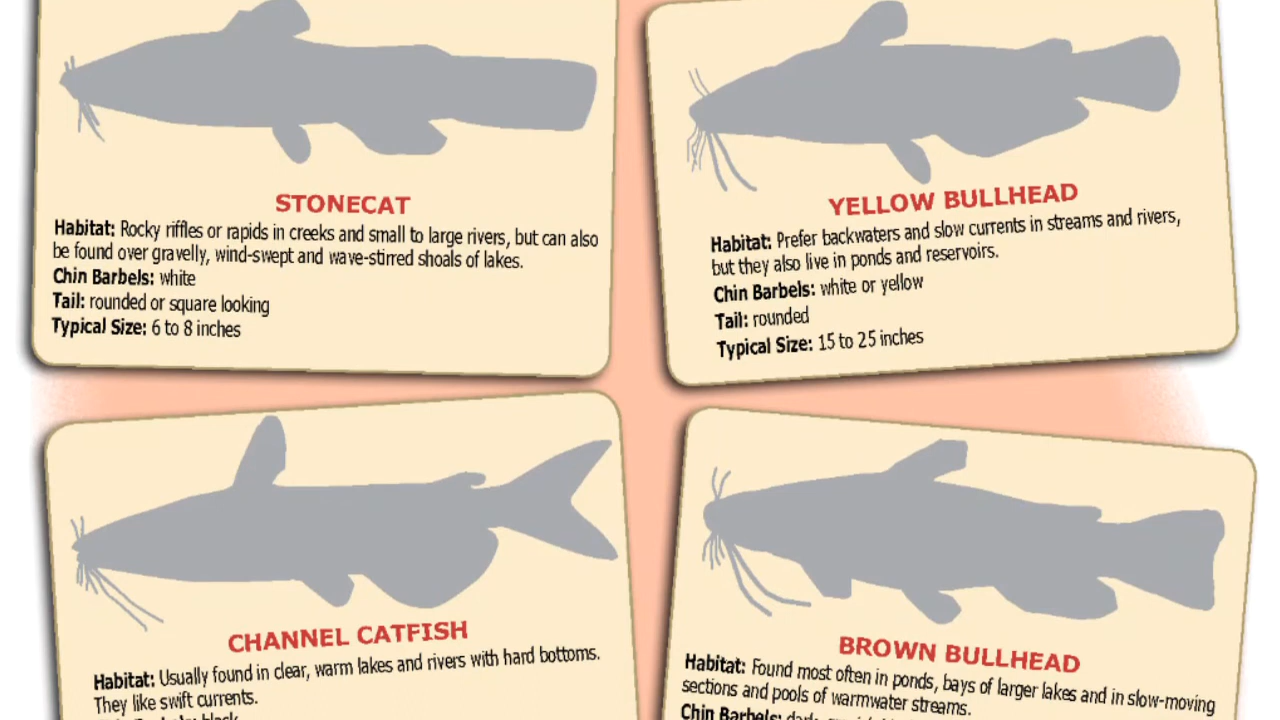 STONECAT
Habitat: Rocky riffles or rapids in creeks and small to large rivers, but can also
be found over gravelly, wind-swept and wave-stirred shoals of lakes.
Chin Barbels: white
Tail: rounded or square looking
Typical Size: 6 to 8 inches
YELLOW BULLHEAD
Habitat: Prefer backwaters and slow currents in streams and rivers,
but they also live in ponds and reservoirs.
Chin Barbels: white or yellow
Tail: rounded
Typical Size: 15 to 25 inches
CHANNEL CATFISH
Habitat: Usually found in clear, warm lakes and rivers with hard bottoms.
They like swift currents.
black
BROWN BULLHEAD
Habitat: Found most often in ponds, bays of larger lakes and in slow-moving
sections and pools of warmwater streams.
Chin Barbels: